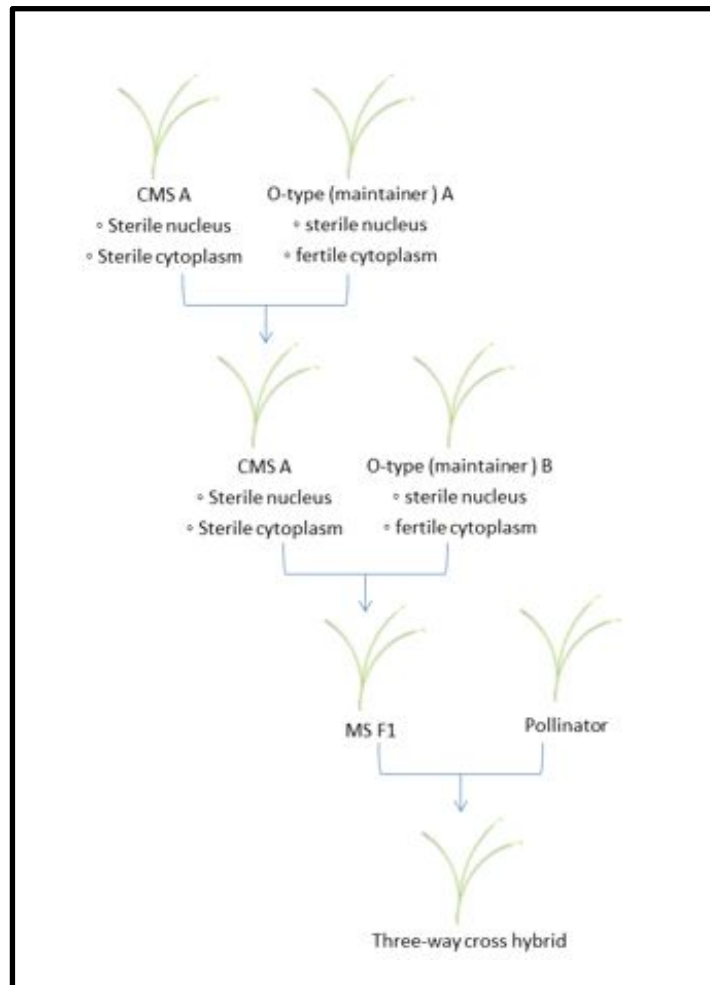 CMS A
◦ Sterile nucleus
◦ Sterile cytoplasm
O-type (maintainer ) A
◦ sterile nucleus
◦ fertile cytoplasm
CMS A
◦ Sterile nucleus
◦ Sterile cytoplasm
O-type (maintainer ) B
◦ sterile nucleus
◦ fertile cytoplasm
MS F1
Pollinator
Three-way cross hybrid